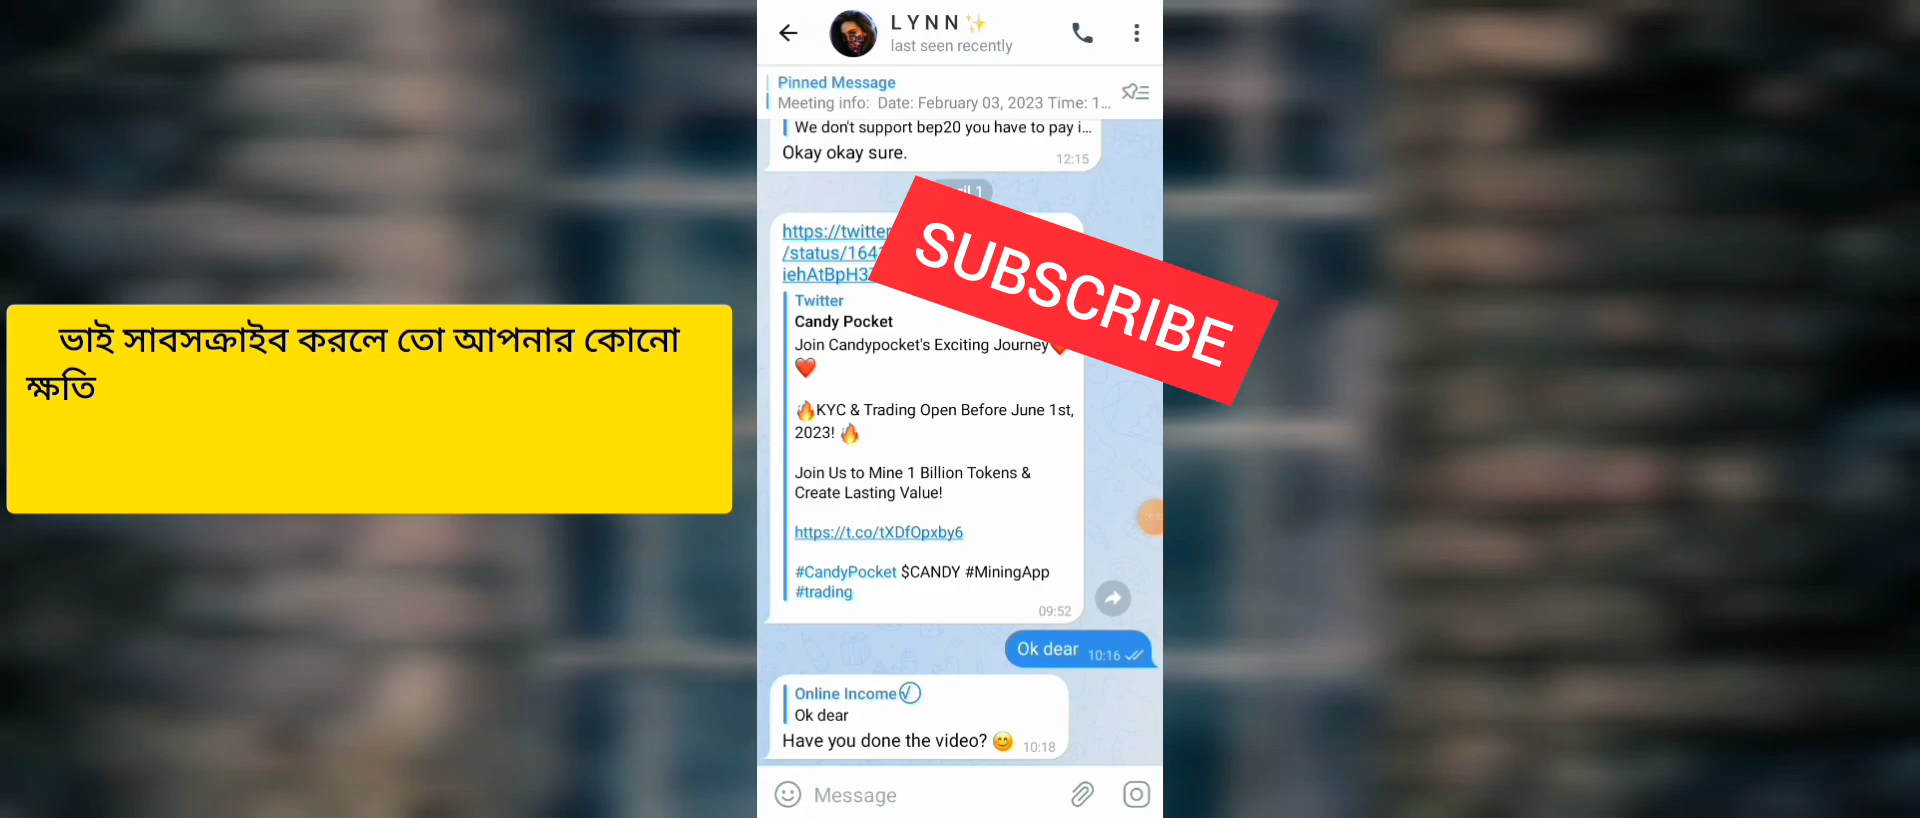 ভাই সাবসক্রাইব করলে তো আপনার কোনো
ক্ষতি
L Y N N✨
last seen recently
Pinned Message
Meeting info: Date: February 03, 2023 Time: 1...
We don't support bep20 you have to pay i...
Okay okay sure.
12:15
https://twitter
/status/164
iehAtBpH3
SUBSCRIBE
Twitter
Candy Pocket
Join Candypocket's Exciting Journey❤️
❤️
🔥KYC & Trading Open Before June 1st,
2023! 🔥
Join Us to Mine 1 Billion Tokens &
Create Lasting Value!
https://t.co/tXDfOpxby6
#CandyPocket $CANDY #MiningApp
#trading
09:52
Ok dear 10:16
Online Income
Ok dear
Have you done the video? 😊 10:18
Message